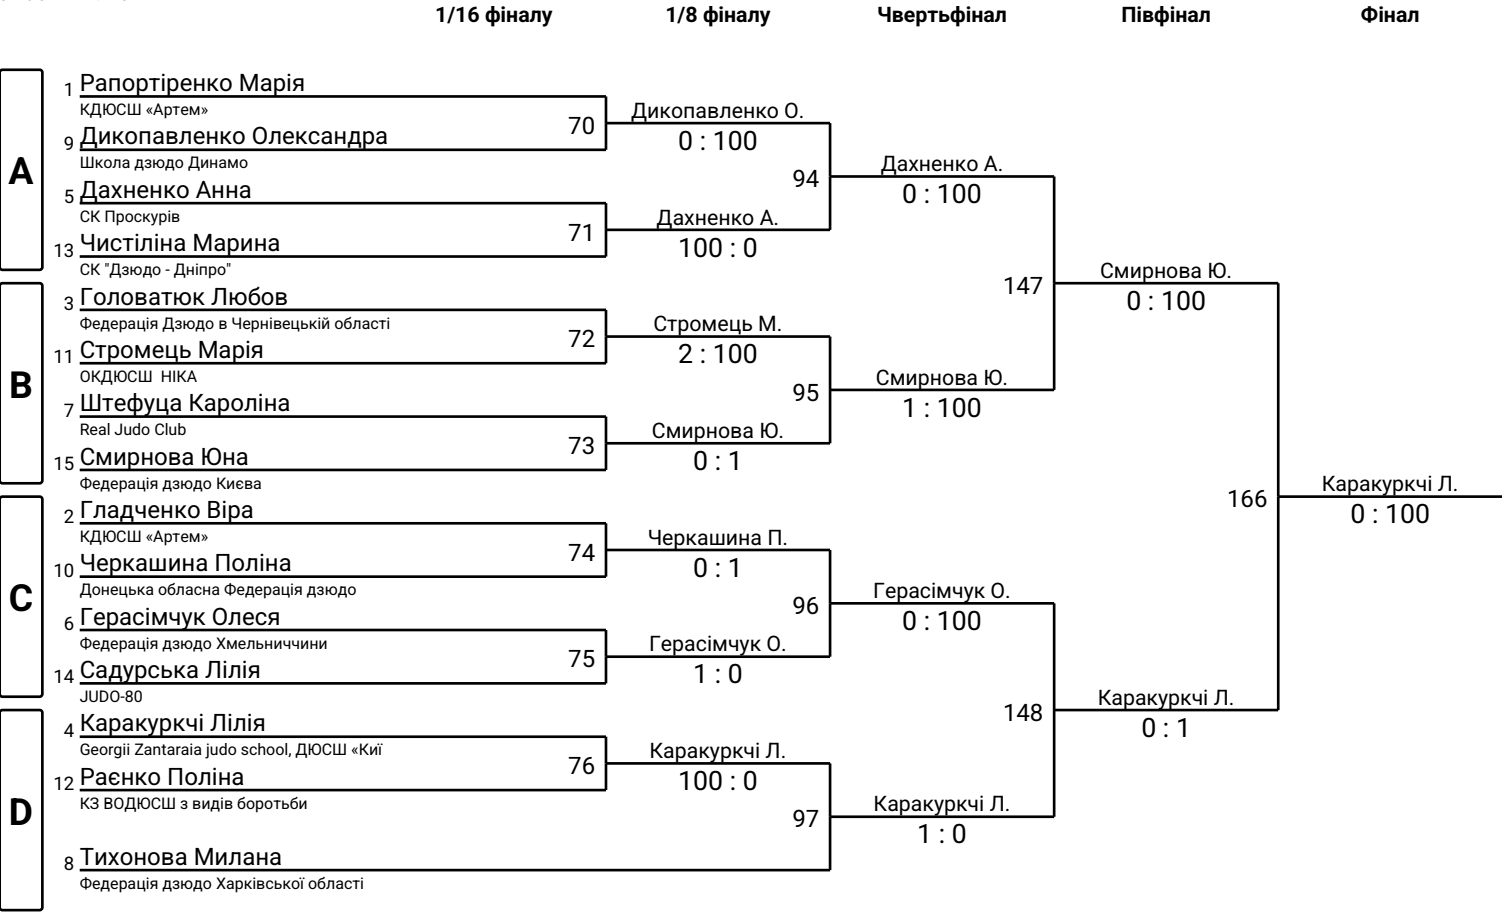 1/16 фіналу
1/8 фіналу
Чвертьфінал
Півфінал
Фінал
A
1 Рапортіренко Марія
КДЮСШ «Артем»
9 Дикопавленко Олександра
Школа дзюдо Динамо
5 Дахненко Анна
СК Проскурів
13 Чистіліна Марина
СК "Дзюдо - Дніпро"
B
3 Головатюк Любов
Федерація Дзюдо в Чернівецькій області
11 Стромець Марія
ОКДЮСШ НІКА
7 Штефуца Кароліна
Real Judo Club
15 Смирнова Юна
Федерація дзюдо Києва
C
2 Гладченко Віра
КДЮСШ «Артем»
10 Черкашина Поліна
Донецька обласна Федерація дзюдо
6 Герасімчук Олеся
Федерація дзюдо Хмельниччини
14 Садурська Лілія
JUDO-80
D
4 Каракуркчі Лілія
Georgii Zantaraia judo school, ДЮСШ «Киї
12 Раєнко Поліна
КЗ ВОДЮСШ з видів боротьби
8 Тихонова Милана
Федерація дзюдо Харківської області
70
71
72
73
74
75
76
Дикопавленко О.
0 : 100
Дахненко А.
100 : 0
Стромець М.
2 : 100
Смирнова Ю.
0 : 1
Черкашина П.
0 : 1
Герасімчук О.
1 : 0
Каракуркчі Л.
100 : 0
94
95
96
97
Дахненко А.
0 : 100
Смирнова Ю.
1 : 100
Герасімчук О.
0 : 100
Каракуркчі Л.
1 : 0
147
148
Смирнова Ю.
0 : 100
Каракуркчі Л.
0 : 1
166
Каракуркчі Л.
0 : 100